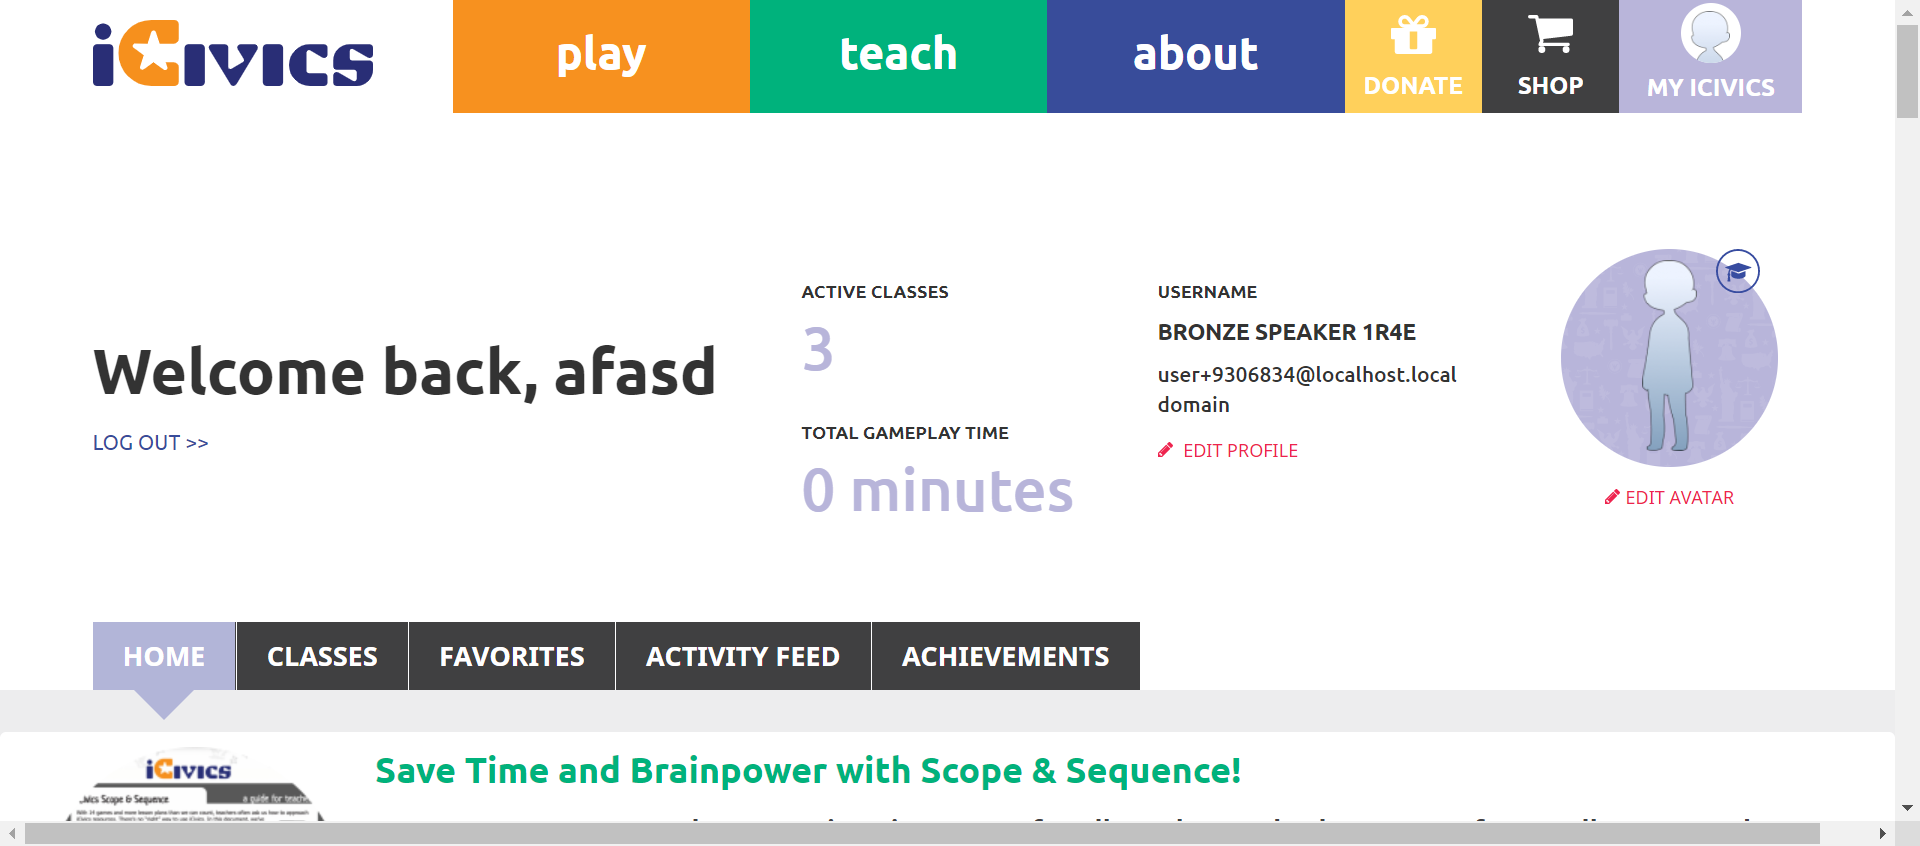 iCIVICS
play
teach
about
DONATE
SHOP
MY ICIVICS
Welcome back, afasd
LOG OUT >>
ACTIVE CLASSES
3
TOTAL GAMEPLAY TIME
0 minutes
USERNAME
BRONZE SPEAKER 1R4E
user+9306834@localhost.local
domain
EDIT PROFILE
EDIT AVATAR
HOME
CLASSES
FAVORITES
ACTIVITY FEED
ACHIEVEMENTS
iCIVICS
Scope & Sequence
a guide for teache
Save Time and Brainpower with Scope & Sequence!